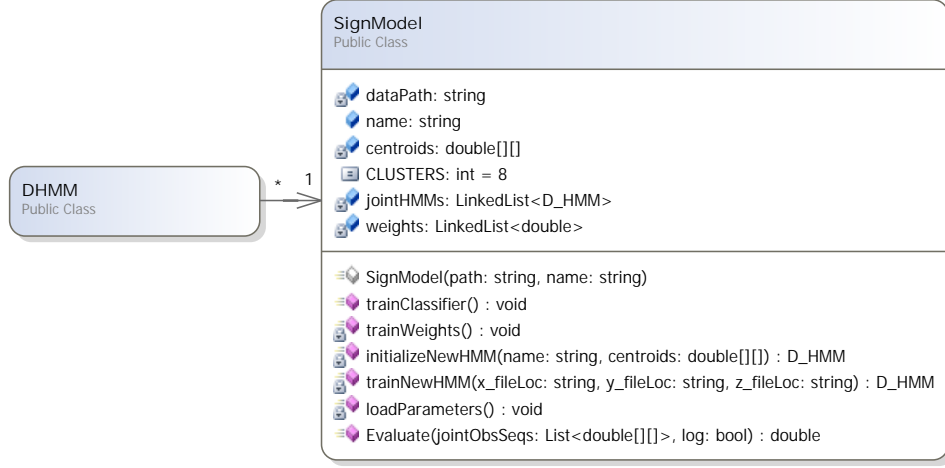 SignModel
Public Class
dataPath: string
name: string
centroids: double[][]
CLUSTERS: int = 8
jointHMMs: LinkedList<D_HMM>
weights: LinkedList<double>
DHMM
Public Class
* 1
SignModel(path: string, name: string)
trainClassifier() : void
trainWeights() : void
initializeNewHMM(name: string, centroids: double[][]) : D_HMM
trainNewHMM(x_fileLoc: string, y_fileLoc: string, z_fileLoc: string) : D_HMM
loadParameters() : void
Evaluate(jointObsSeqs: List<double[][]>, log: bool) : double